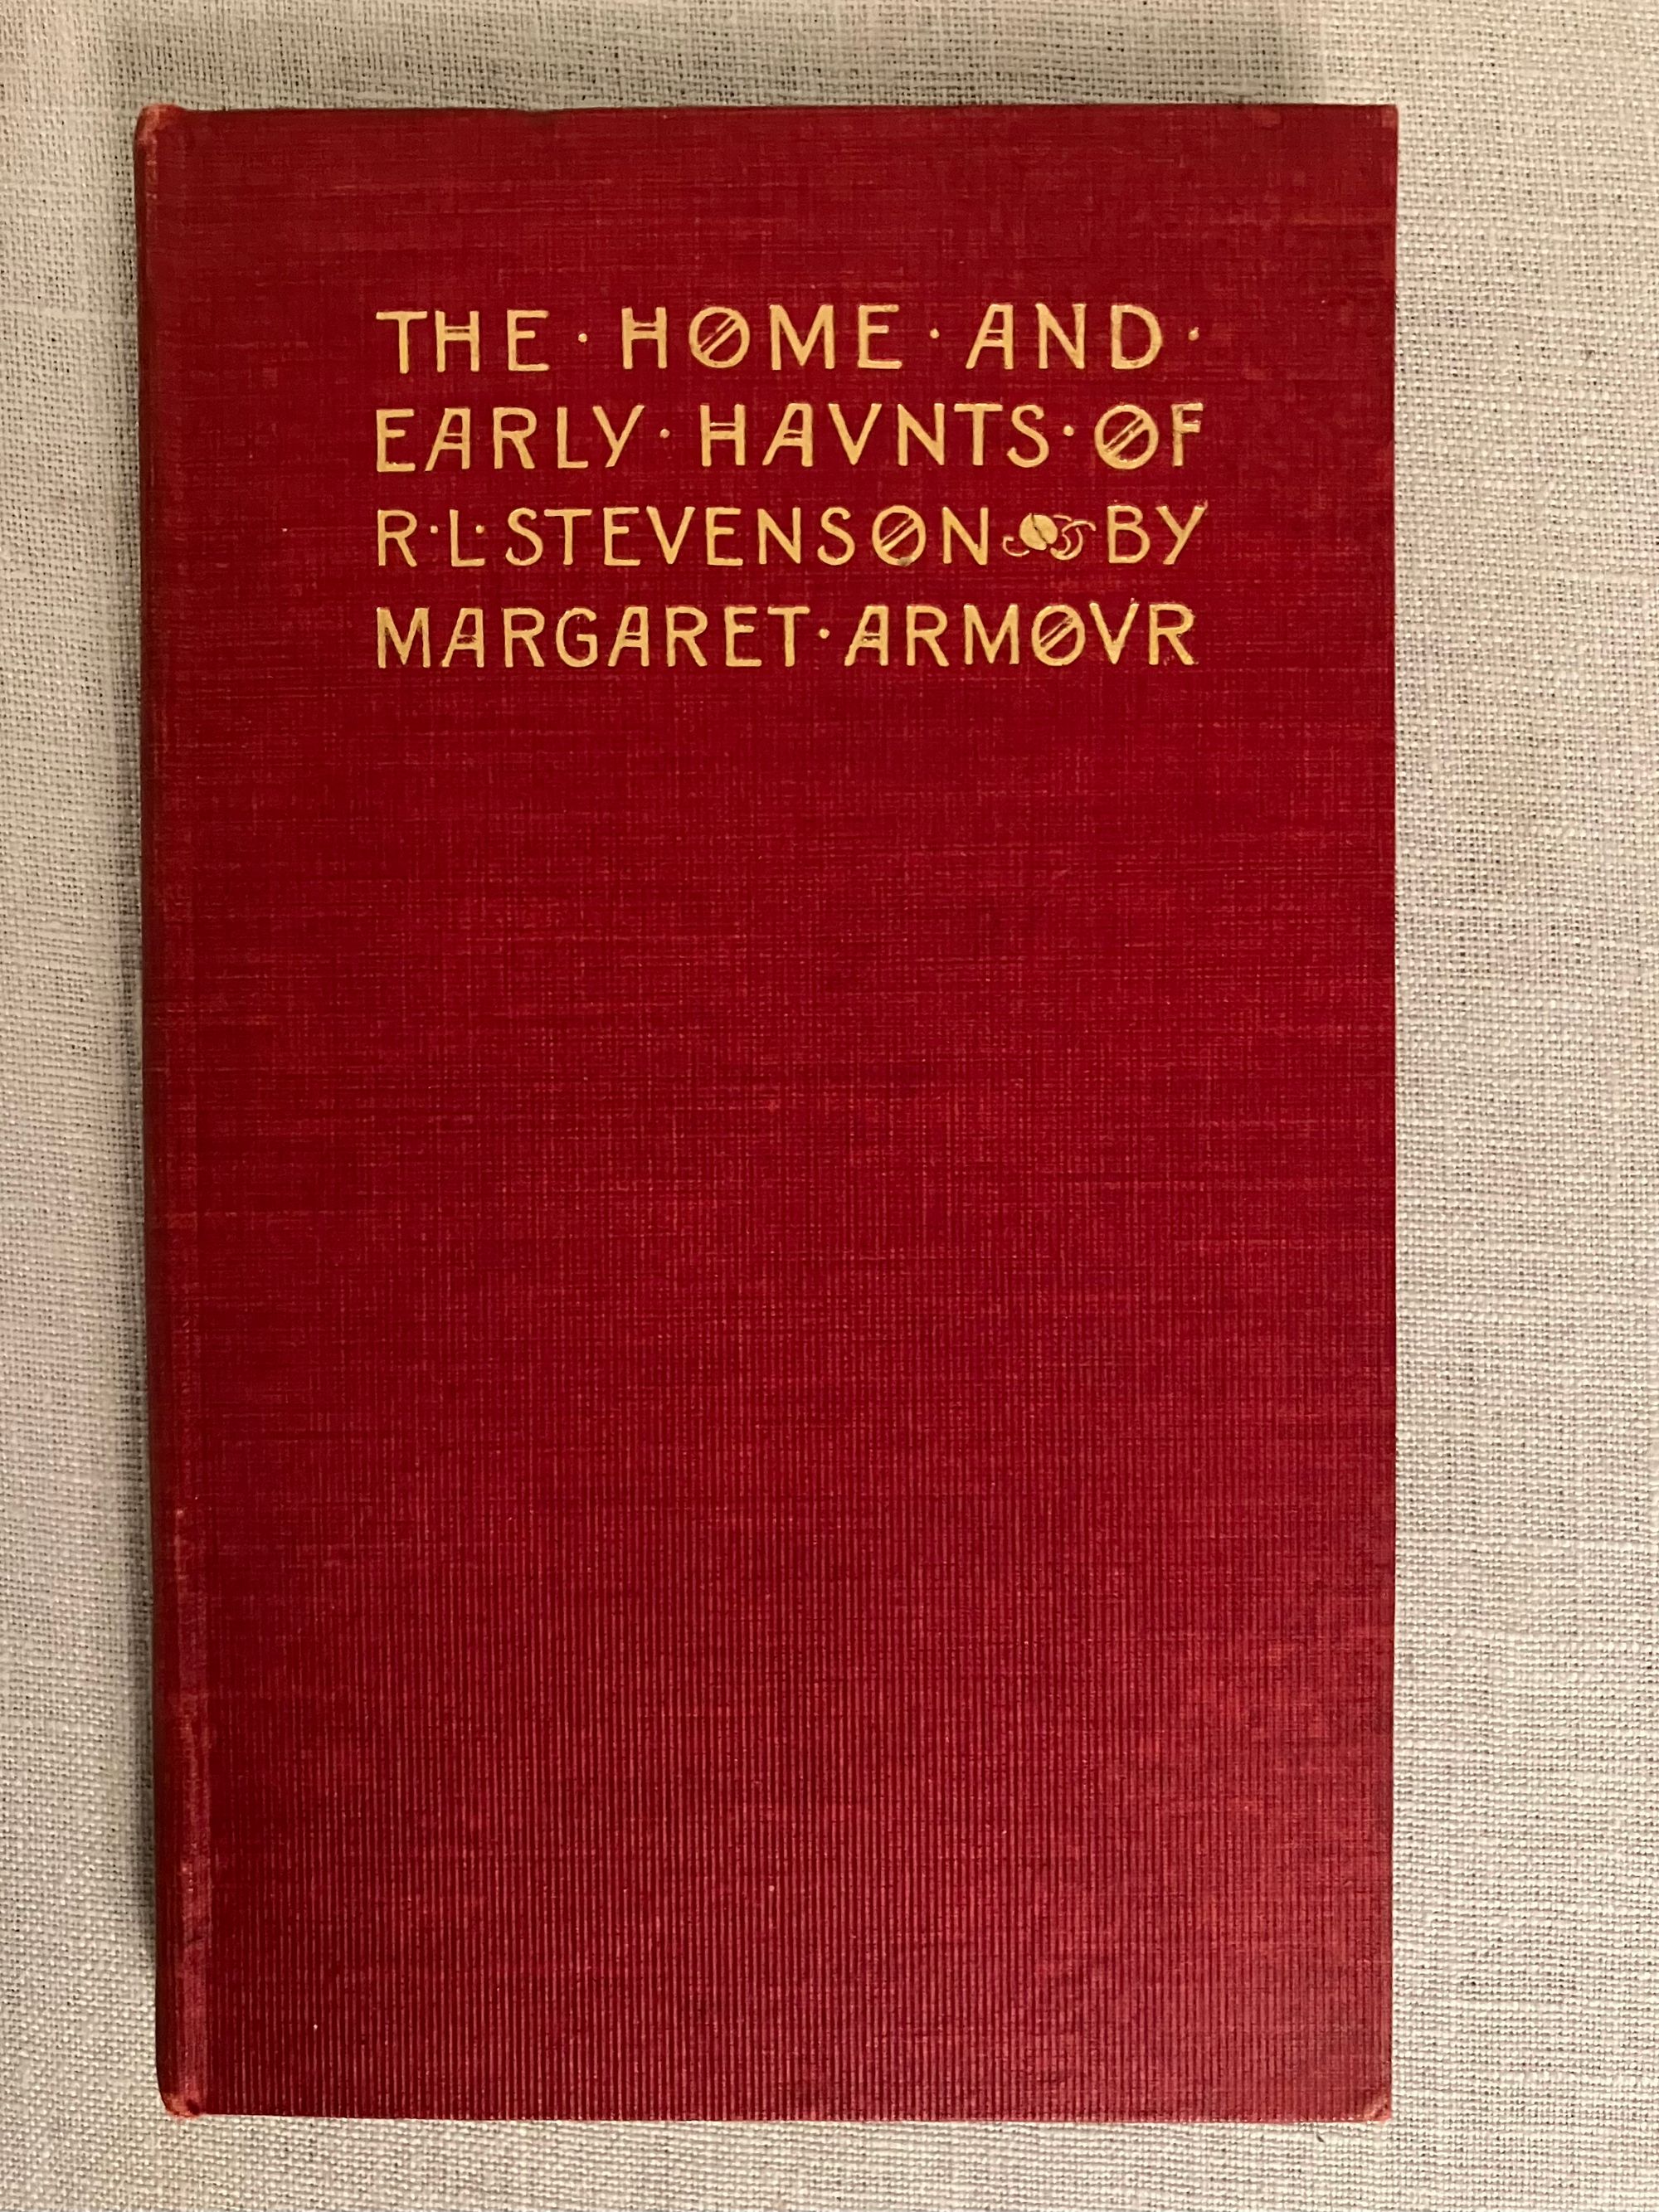 THE · HOME · AND ·
EARLY · HAVNTS · OF
R · L · STEVENSON BY
MARGARET · ARMOVR